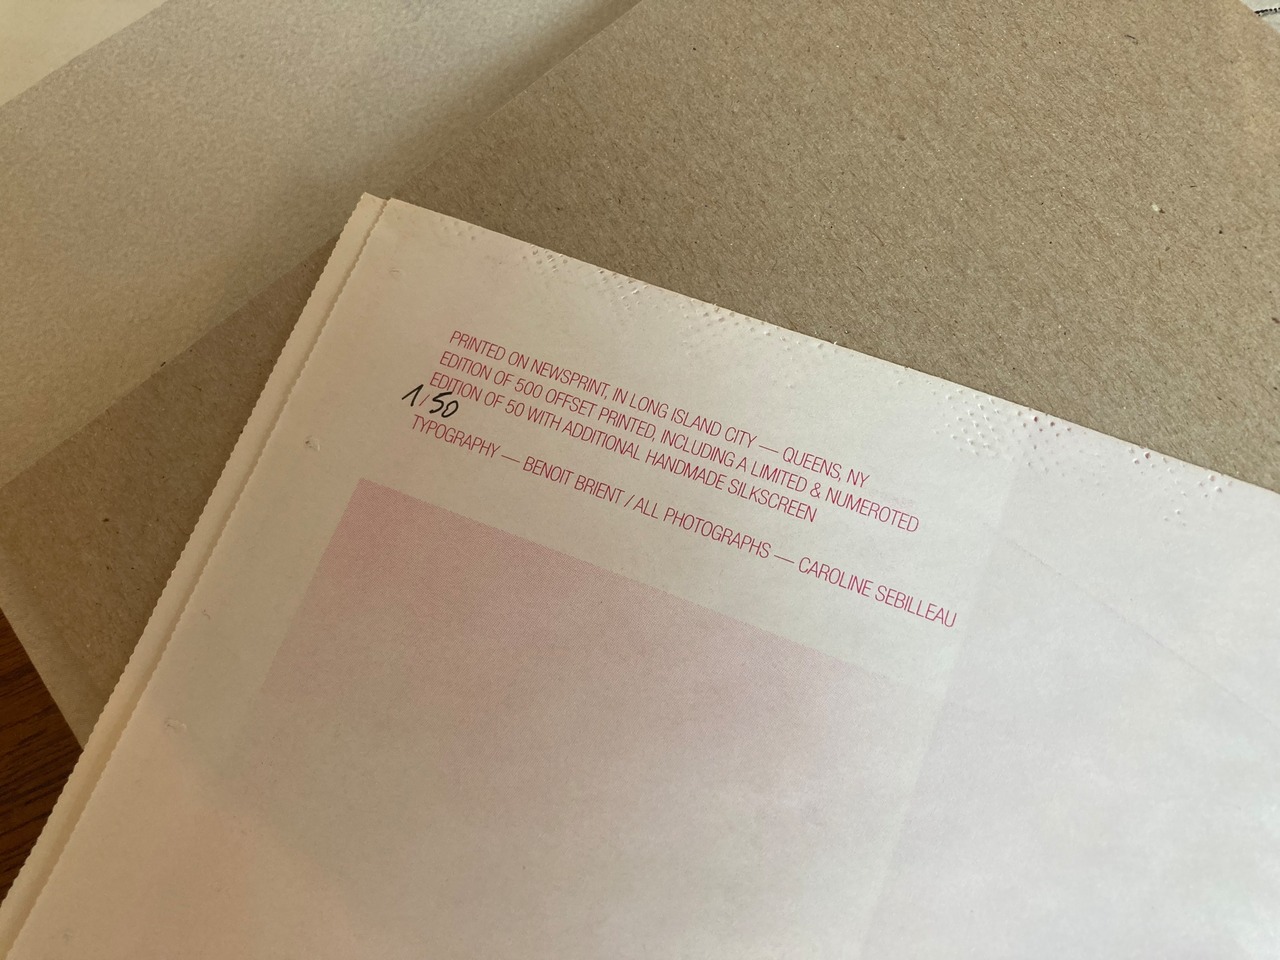 PRINTED ON NEWSPRINT, IN LONG ISLAND CITY — QUEENS, NY
EDITION OF 500 OFFSET PRINTED, INCLUDING A LIMITED & NUMEROTED
EDITION OF 50 WITH ADDITIONAL HANDMADE SILKSCREEN
1/50
TYPOGRAPHY — BENOIT BRIENT / ALL PHOTOGRAPHS — CAROLINE SEBILLEAU